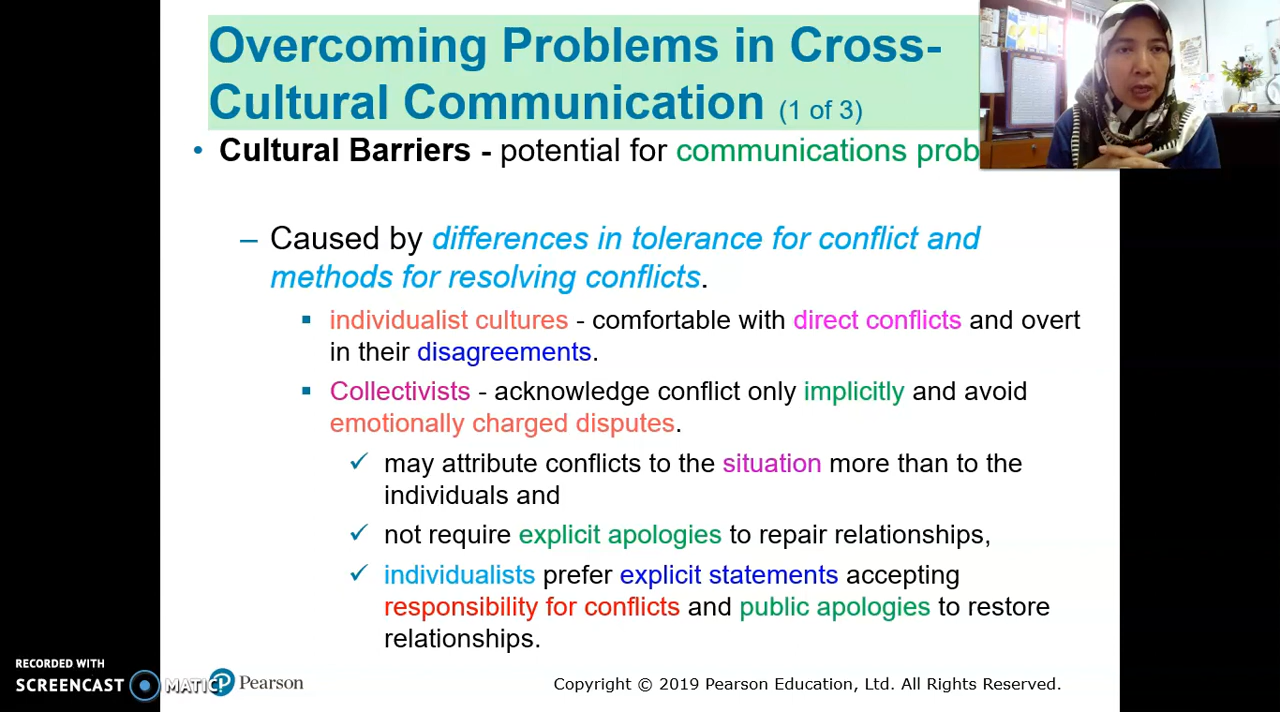 Overcoming Problems in Cross-
Cultural Communication (1 of 3)
• Cultural Barriers - potential for communications prob
– Caused by differences in tolerance for conflict and
methods for resolving conflicts.
▪ individualist cultures - comfortable with direct conflicts and overt
in their disagreements.
▪ Collectivists - acknowledge conflict only implicitly and avoid
emotionally charged disputes.
✓ may attribute conflicts to the situation more than to the
individuals and
✓ not require explicit apologies to repair relationships,
✓ individualists prefer explicit statements accepting
responsibility for conflicts and public apologies to restore
relationships.
RECORDED WITH
SCREENCAST MATIC
Pearson
Copyright © 2019 Pearson Education, Ltd. All Rights Reserved.